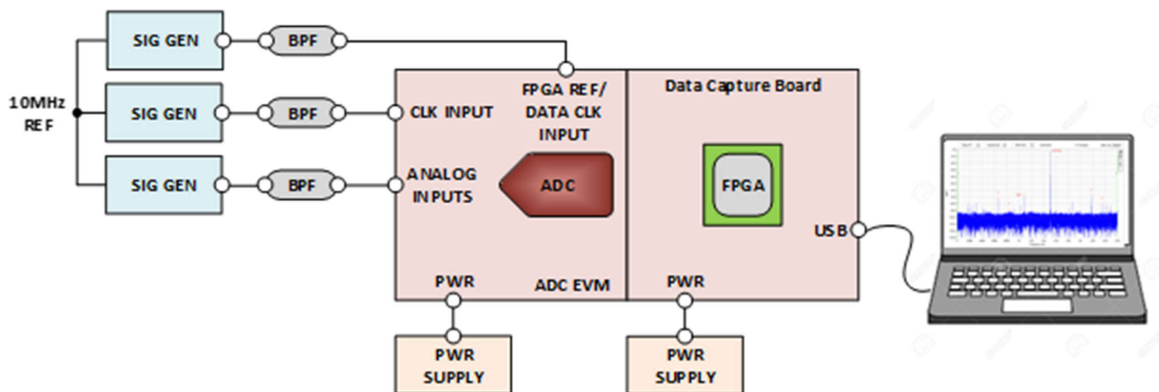 SIG GEN
BPF
10MHz
REF
SIG GEN
BPF
SIG GEN
BPF
FPGA REF/
DATA CLK
INPUT
CLK INPUT
ANALOG
INPUTS
ADC
Data Capture Board
FPGA
USB
PWR
ADC EVM
PWR
PWR
SUPPLY
PWR
SUPPLY